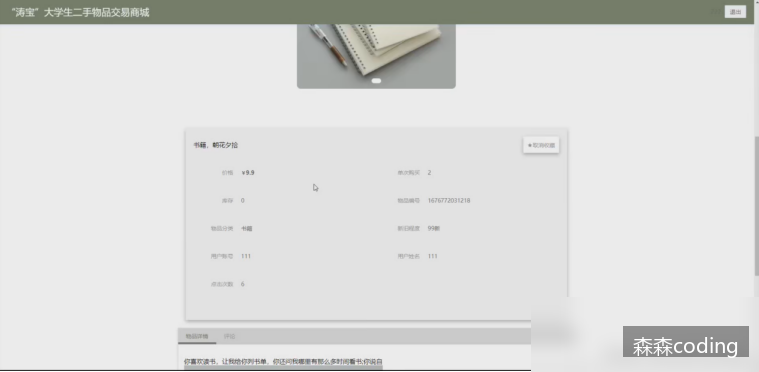 “涛宝”大学生二手物品交易商城
退出
书籍，朝花夕拾
★取消收藏
价格 ￥9.9
单次购买 2
库存 0
物品编号 1676772031218
物品分类 书籍
新旧程度 99新
用户账号 111
用户姓名 111
点击次数 6
物品详情 评论
你喜欢读书，让我给你列书单，你还问我哪里有那么多时间看书;你说自
森森coding